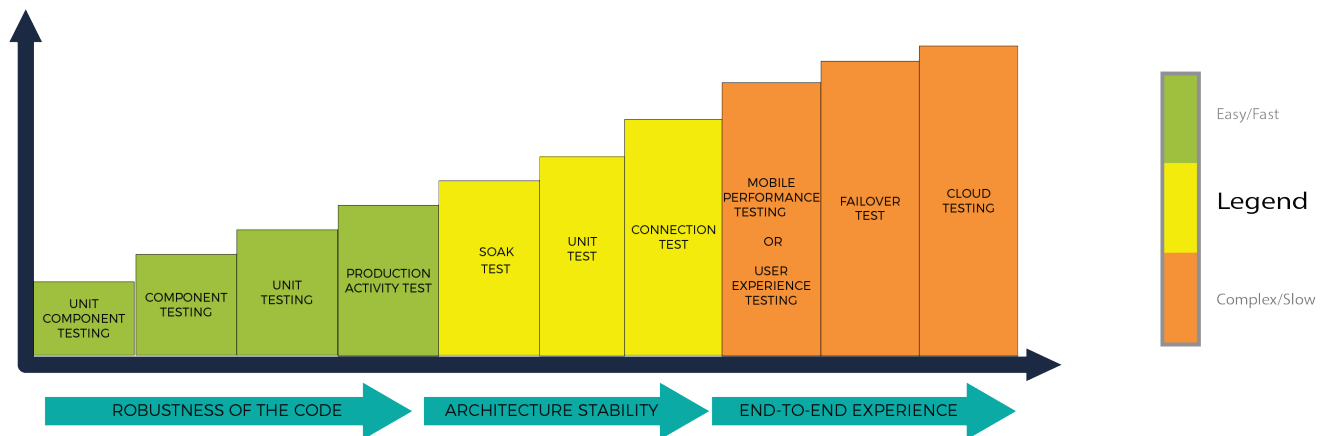 UNIT
COMPONENT
TESTING
COMPONENT
TESTING
UNIT
TESTING
PRODUCTION
ACTIVITY TEST
SOAK
TEST
UNIT
TEST
CONNECTION
TEST
MOBILE
PERFORMANCE
TESTING
OR
USER
EXPERIENCE
TESTING
FAILOVER
TEST
CLOUD
TESTING
Easy/Fast
Legend
Complex/Slow
ROBUSTNESS OF THE CODE
ARCHITECTURE STABILITY
END-TO-END EXPERIENCE